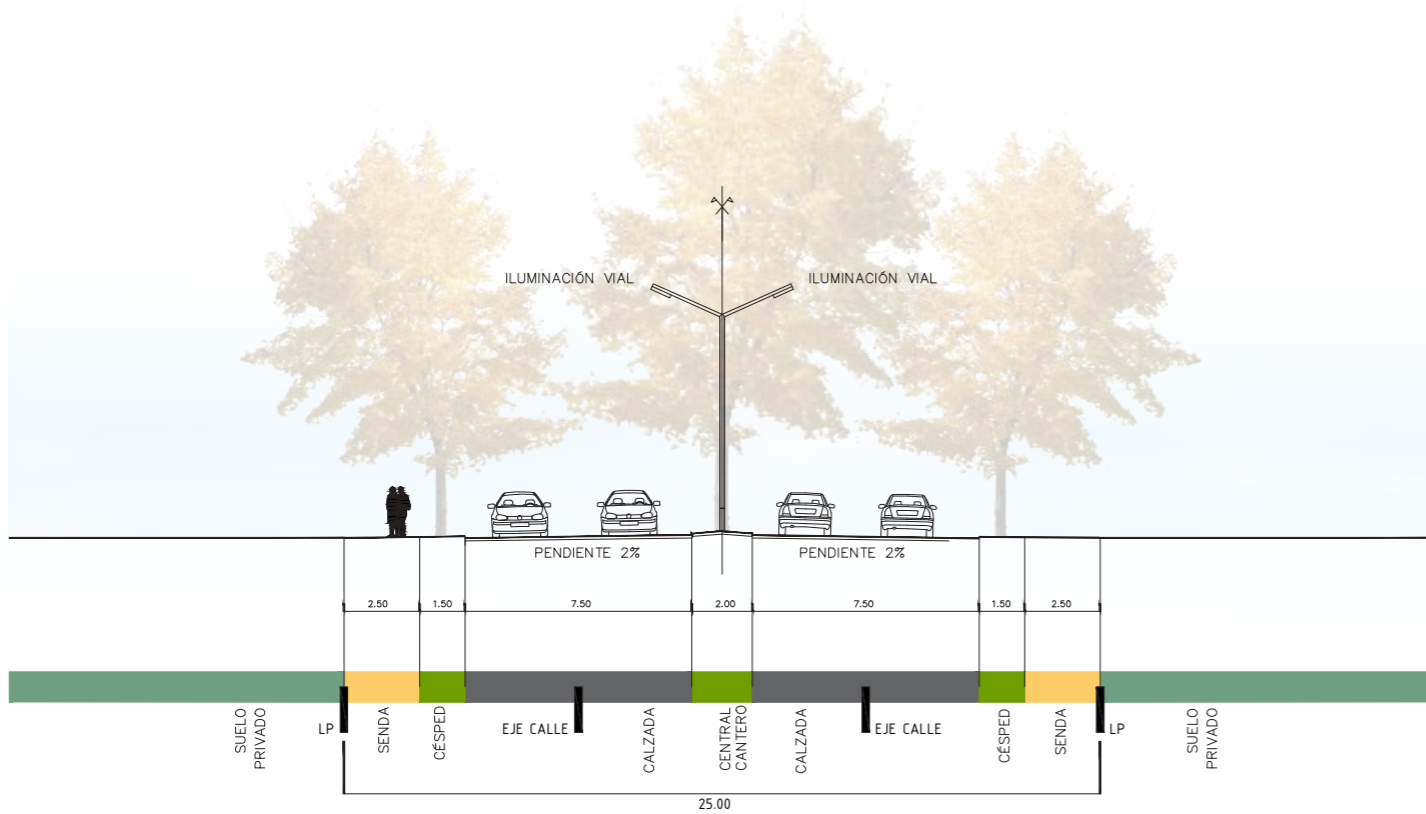 ILUMINACIÓN VIAL
ILUMINACIÓN VIAL
PENDIENTE 2%
PENDIENTE 2%
2.50
1.50
7.50
2.00
7.50
1.50
2.50
SUELO
PRIVADO
LP
SENDA
CÉSPED
EJE CALLE
CALZADA
CENTRAL
CANTERO
CALZADA
EJE CALLE
CÉSPED
SENDA
LP
SUELO
PRIVADO
25.00